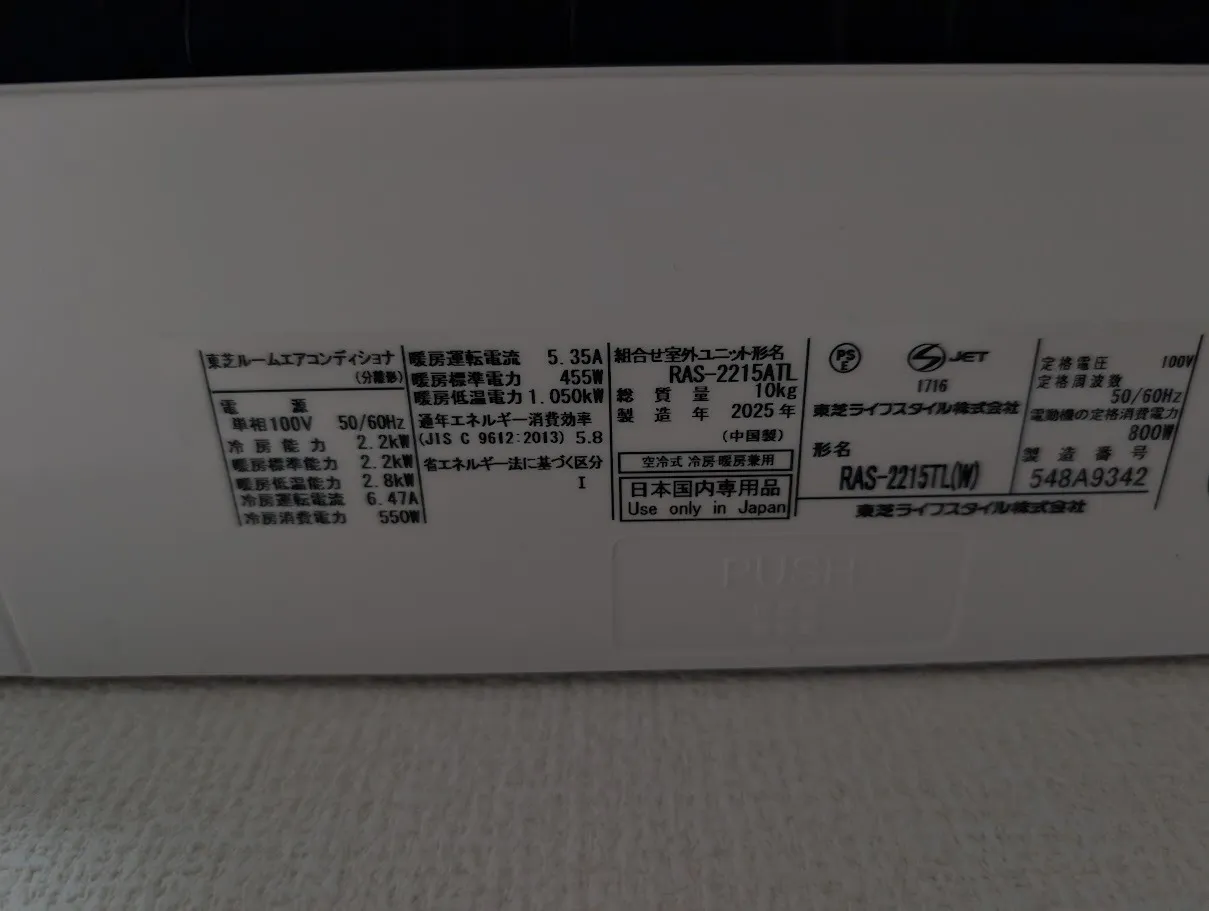 東芝ルームエアコンディショナ
(分離形)
電 源
単相100V 50/60Hz
冷房能力 2.2kW
暖房標準能力 2.2kW
暖房低温能力 2.8kW
冷房運転電流 6.47A
冷房消費電力 550W
暖房運転電流 5.35A
暖房標準電力 455W
暖房低温電力 1.050kW
通年エネルギー消費効率
(JIS C 9612:2013) 5.8
省エネルギー法に基づく区分
I
組合せ室外ユニット形名
RAS-2215ATL
総質量 10kg
製造年 2025年
(中国製)
空冷式 冷房暖房兼用
日本国内専用品
Use only in Japan
PS
E
JET
1716
東芝ライフスタイル株式会社
形名
RAS-2215TL(W)
定格電圧 100V
定格周波数
50/60Hz
電動機の定格消費電力
800W
製造番号
548A9342
東芝ライフスタイル株式会社
PUSH